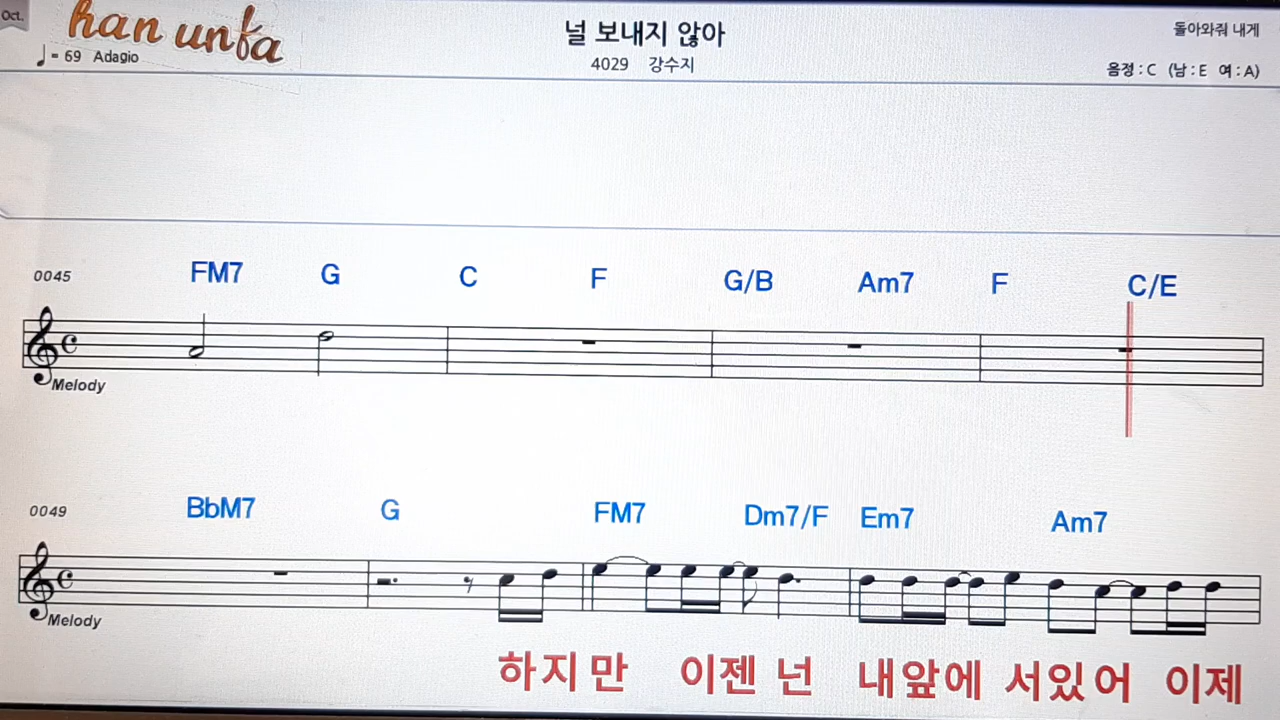 Oct.
han unfa
널 보내지 않아
돌아와줘 내게
♩ = 69 Adagio
4029 강수지
음정 : C (남 : E 여 : A)
0045 FM7 G C F G/B Am7 F C/E
Melody
0049 BbM7 G FM7 Dm7/F Em7 Am7
Melody
하지만 이젠 넌 내앞에 서있어 이제